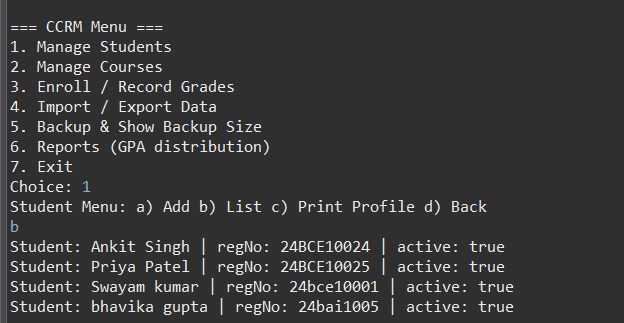 === CCRM Menu ===
1. Manage Students
2. Manage Courses
3. Enroll / Record Grades
4. Import / Export Data
5. Backup & Show Backup Size
6. Reports (GPA distribution)
7. Exit
Choice: 1
Student Menu: a) Add b) List c) Print Profile d) Back
b
Student: Ankit Singh | regNo: 24BCE10024 | active: true
Student: Priya Patel | regNo: 24BCE10025 | active: true
Student: Swayam kumar | regNo: 24bce10001 | active: true
Student: bhavika gupta | regNo: 24bai1005 | active: true